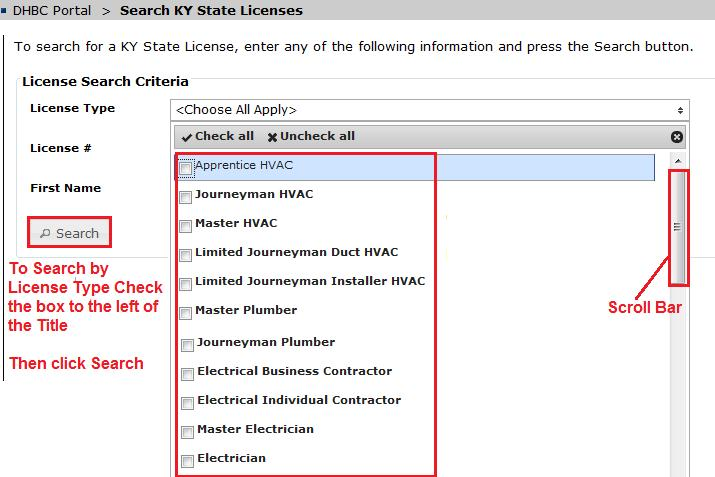 DHBC Portal > Search KY State Licenses
To search for a KY State License, enter any of the following information and press the Search button.
License Search Criteria
License Type
<Choose All Apply>
Check all Uncheck all
License #
First Name
Search
Apprentice HVAC
Journeyman HVAC
Master HVAC
Limited Journeyman Duct HVAC
Limited Journeyman Installer HVAC
Master Plumber
Journeyman Plumber
Electrical Business Contractor
Electrical Individual Contractor
Master Electrician
Electrician
To Search by
License Type Check
the box to the left of
the Title
Then click Search
Scroll Bar